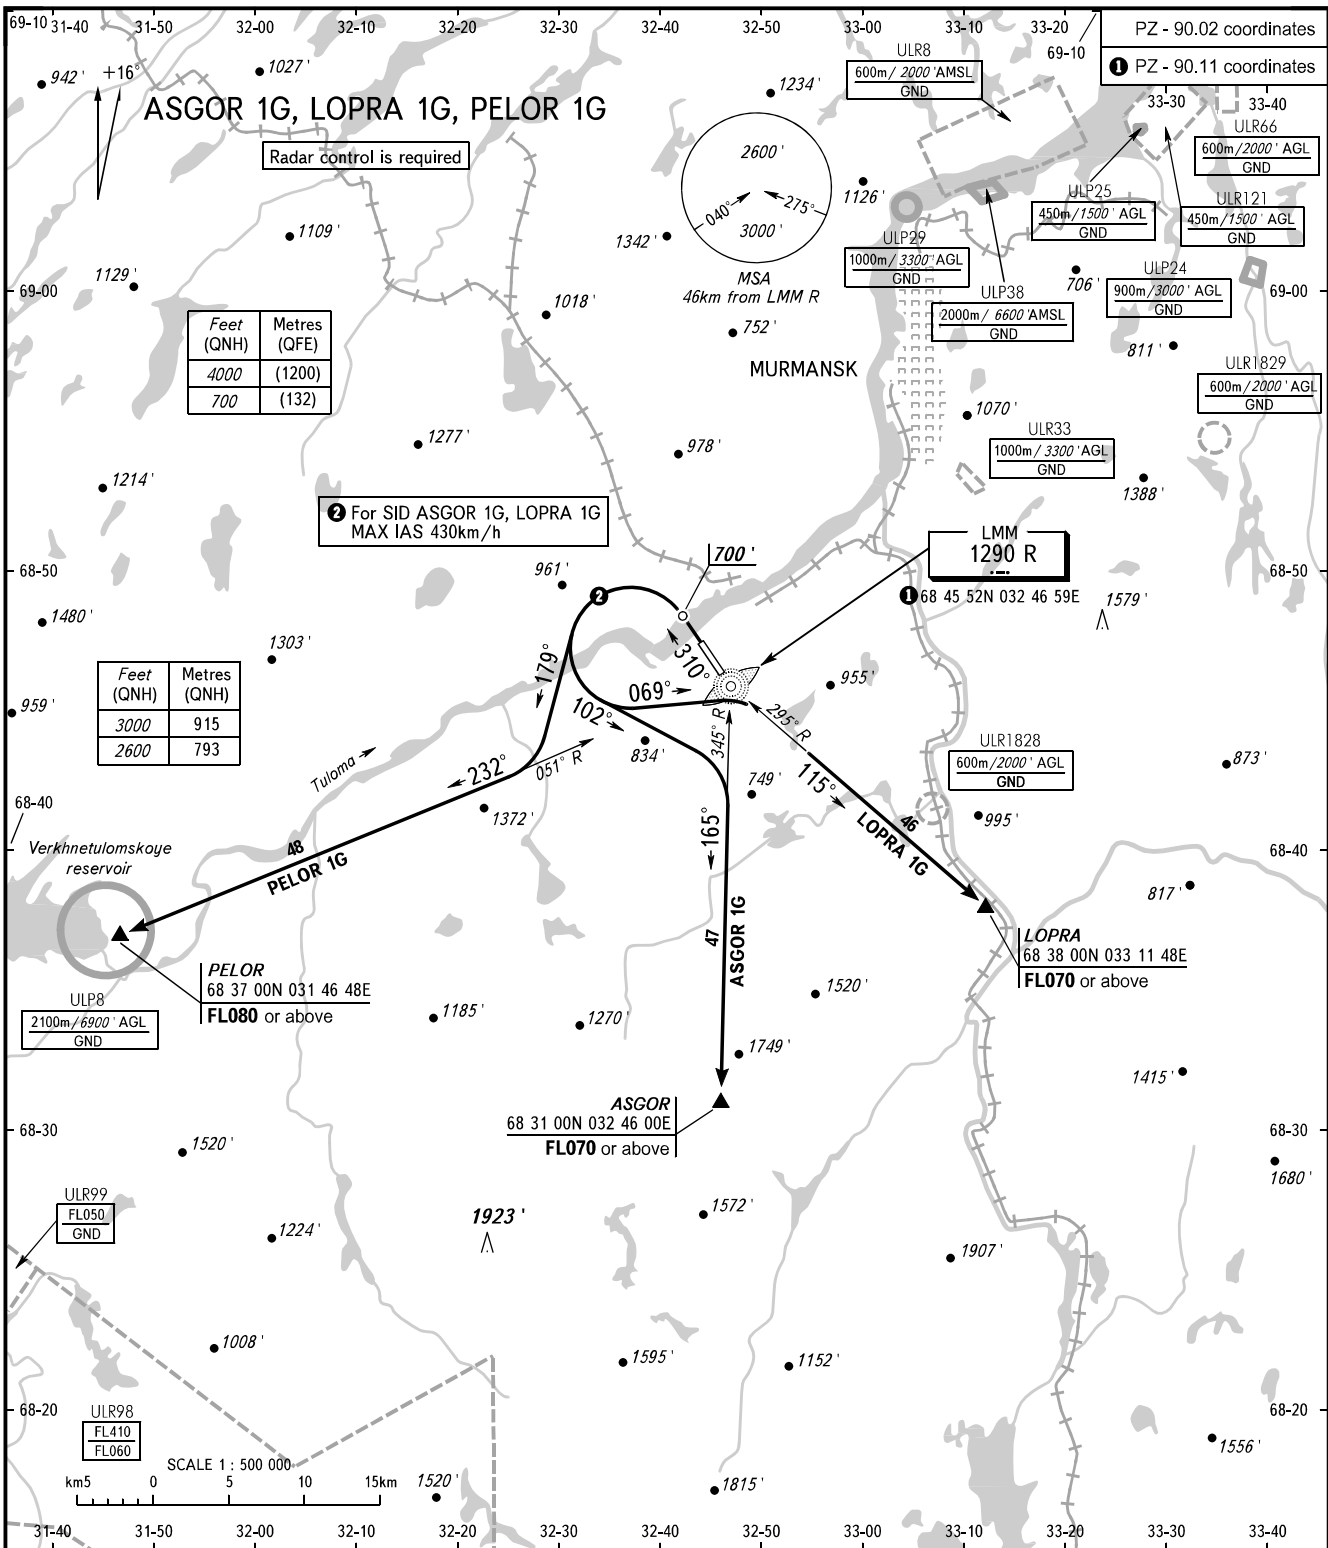 69-10 31-40 31-50 32-00 32-10 32-20 32-30 32-40 32-50 33-00 33-10 33-20
69-10
PZ - 90.02 coordinates
❶ PZ - 90.11 coordinates
33-30 33-40
942'
+16°
1027'
1234'
ASGOR 1G, LOPRA 1G, PELOR 1G
Radar control is required
ULR8
600m/2000'AMSL
GND
ULR66
600m/2000' AGL
GND
2600'
040°
275°
3000'
MSA
46km from LMM R
1126'
ULP25
450m/1500' AGL
GND
ULR121
450m/1500' AGL
GND
1109'
1342'
ULP29
1000m/3300'AGL
GND
1129'
69-00
1018'
752'
ULP38
2000m/6600'AMSL
GND
706'
ULP24
900m/3000' AGL
GND
69-00
811'
Feet (QNH) Metres (QFE)
4000 (1200)
700 (132)
MURMANSK
ULR1829
600m/2000' AGL
GND
1277'
978'
1070'
ULR33
1000m/3300'AGL
GND
1214'
1388'
❷ For SID ASGOR 1G, LOPRA 1G
MAX IAS 430km/h
LMM
1290 R
❶ 68 45 52N 032 46 59E
700'
68-50
961'
❷
68-50
1480'
1579'
1303'
179°
310°
069°
102°
955'
Feet (QNH) Metres (QNH)
3000 915
2600 793
959'
295° R
345° R
834'
ULR1828
600m/2000' AGL
GND
873'
Tuloma
232°
051° R
749'
115°
1372'
165°
46
LOPRA 1G
995'
68-40
68-40
Verkhnetulomskoye
reservoir
48
PELOR 1G
817'
47
ASGOR 1G
LOPRA
68 38 00N 033 11 48E
FL070 or above
PELOR
68 37 00N 031 46 48E
FL080 or above
ULP8
2100m/6900' AGL
GND
1185'
1270'
1520'
1749'
1415'
ASGOR
68 31 00N 032 46 00E
FL070 or above
68-30
68-30
1520'
1680'
ULR99
FL050
GND
1224'
1923'
1572'
1907'
1008'
1595'
1152'
68-20
68-20
ULR98
FL410
FL060
1556'
SCALE 1 : 500 000
km5 0 5 10 15km
1520'
1815'
31-40 31-50 32-00 32-10 32-20 32-30 32-40 32-50 33-00 33-10 33-20 33-30 33-40